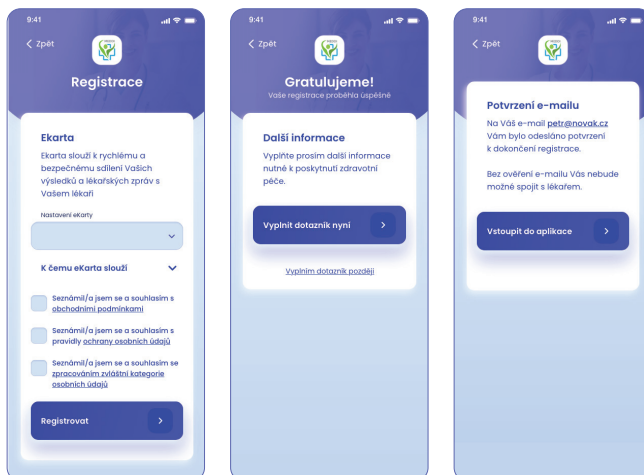 9:41
Zpět
Registrace
Ekarta
Ekarta slouží k rychlému a
bezpečnému sdílení Vašich
výsledků a lékařských zpráv s
Vašem lékaři
Nastavení eKarty
K čemu eKarta slouží
Seznámil/a jsem se a souhlasím s
obchodními podmínkami
Seznámil/a jsem se a souhlasím s
pravidly ochrany osobních údajů
Seznámil/a jsem se a souhlasím se
zpracováním zvláštní kategorie
osobních údajů
Registrovat
9:41
Zpět
Gratulujeme!
Vaše registrace proběhla úspěšně
Další informace
Vyplňte prosím další informace
nutné k poskytnutí zdravotní
péče.
Vyplnit dotazník nyní
Vyplním dotazník později
9:41
Zpět
Potvrzení e-mailu
Na Váš e-mail petr@novak.cz
Vám bylo odesláno potvrzení
k dokončení registrace.
Bez ověření e-mailu Vás nebude
možné spojit s lékařem.
Vstoupit do aplikace